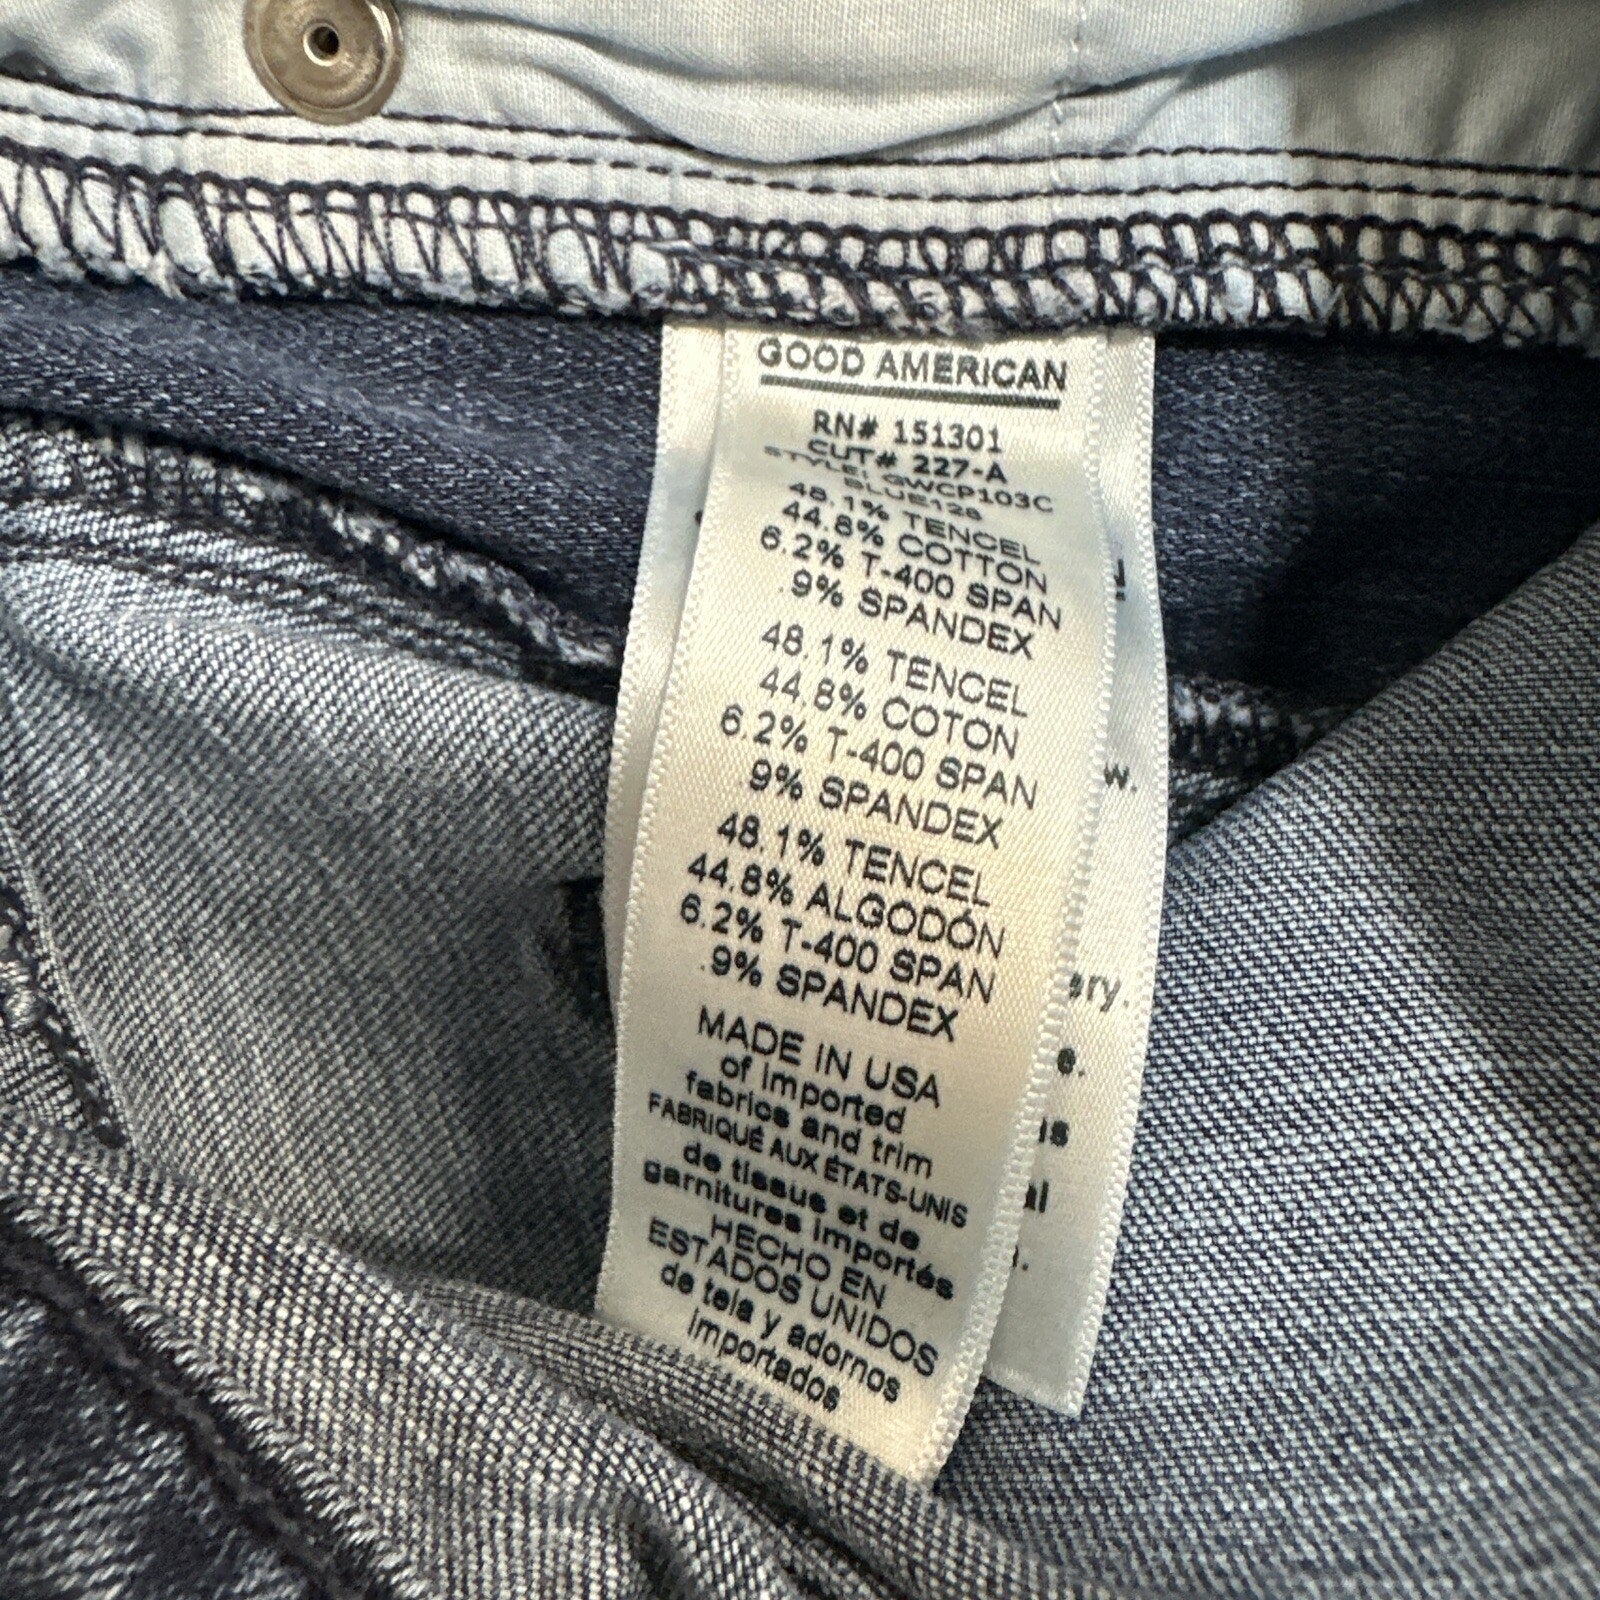 GOOD AMERICAN
RN# 151301
CUT# 227-A
STYLE: GWCP103C
BLUE128
48.1% TENCEL
44.8% COTTON
6.2% T-400 SPAN
.9% SPANDEX
48.1% TENCEL
44.8% COTON
6.2% T-400 SPAN
.9% SPANDEX
48.1% TENCEL
44.8% ALGODÓN
6.2% T-400 SPAN
.9% SPANDEX
MADE IN USA
of imported
fabrics and trim
FABRIQUÉ AUX ÉTATS-UNIS
de tissus et de
garnitures importés
HECHO EN
ESTADOS UNIDOS
de tela y adornos
importados